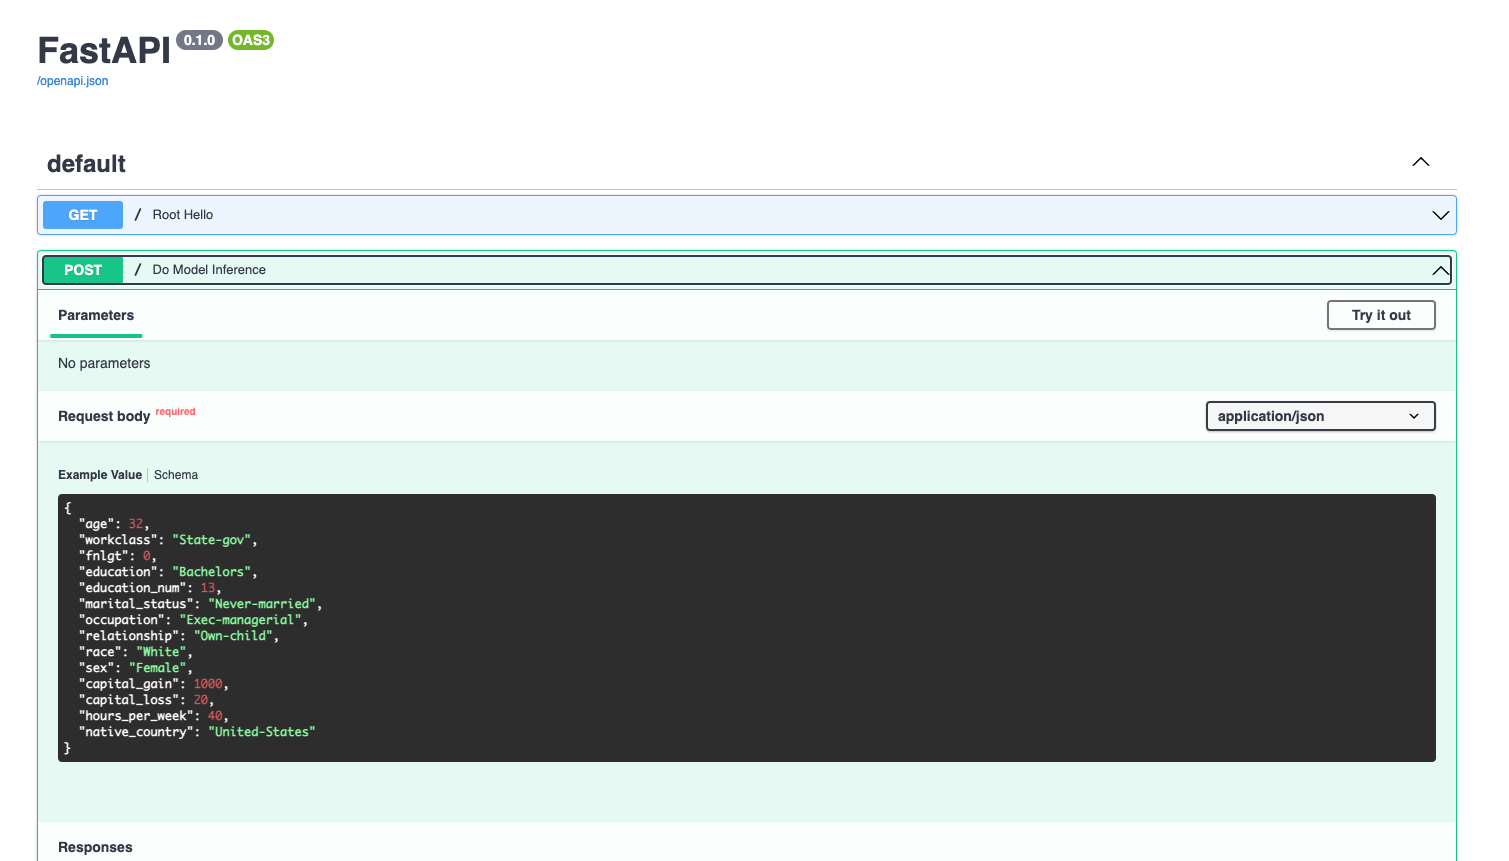 FastAPI 0.1.0 OAS3
/openapi.json
default
GET / Root Hello
POST / Do Model Inference
Parameters
Try it out
No parameters
Request body required
application/json
Example Value
Schema
{
  "age": 32,
  "workclass": "State-gov",
  "fnlgt": 0,
  "education": "Bachelors",
  "education_num": 13,
  "marital_status": "Never-married",
  "occupation": "Exec-managerial",
  "relationship": "Own-child",
  "race": "White",
  "sex": "Female",
  "capital_gain": 1000,
  "capital_loss": 20,
  "hours_per_week": 40,
  "native_country": "United-States"
}
Responses